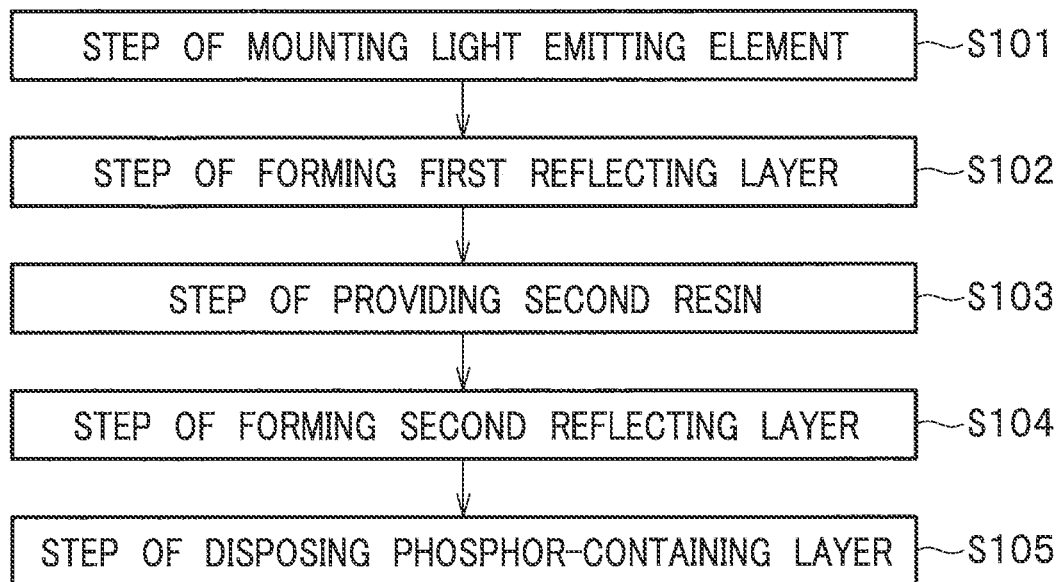 STEP OF MOUNTING LIGHT EMITTING ELEMENT S101
STEP OF FORMING FIRST REFLECTING LAYER S102
STEP OF PROVIDING SECOND RESIN S103
STEP OF FORMING SECOND REFLECTING LAYER S104
STEP OF DISPOSING PHOSPHOR-CONTAINING LAYER S105